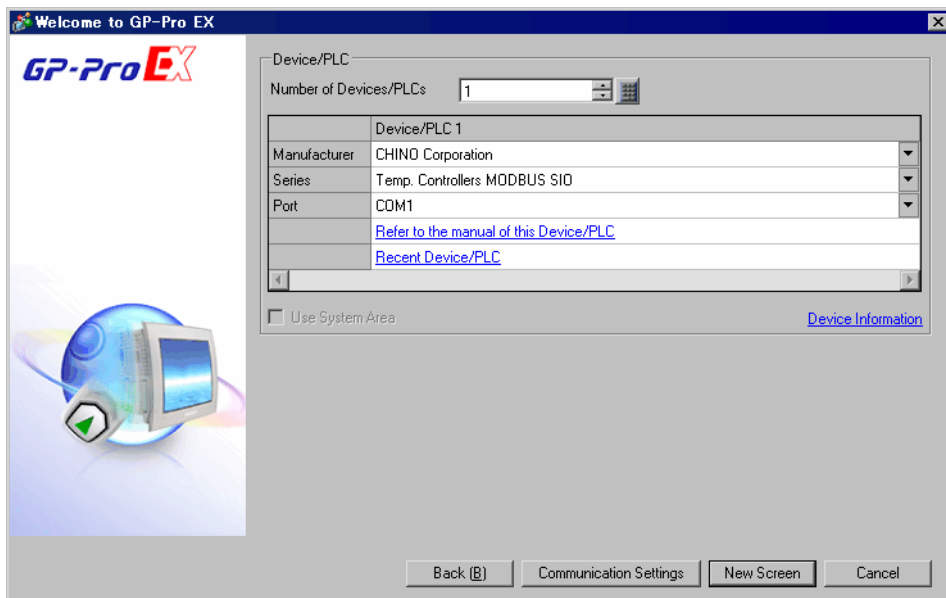 Welcome to GP-Pro EX
GP-Pro EX
Device/PLC
Number of Devices/PLCs 1
Device/PLC 1
Manufacturer CHINO Corporation
Series Temp. Controllers MODBUS SIO
Port COM1
Refer to the manual of this Device/PLC
Recent Device/PLC
Use System Area Device Information
Back (B) Communication Settings New Screen Cancel